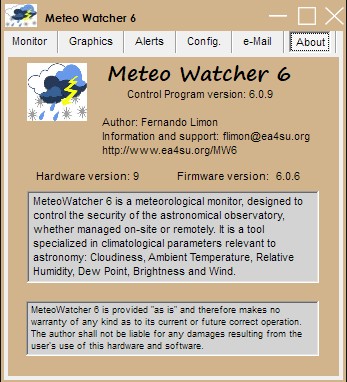 Meteo Watcher 6
Monitor Graphics Alerts Config. e-Mail About
Meteo Watcher 6
Control Program version: 6.0.9
Author: Fernando Limon
Information and support: flimon@ea4su.org
http://www.ea4su.org/MW6
Hardware version: 9 Firmware version: 6.0.6
MeteoWatcher 6 is a meteorological monitor, designed
to control the security of the astronomical observatory,
whether managed on-site or remotely. It is a tool
specialized in climatological parameters relevant to
astronomy: Cloudiness, Ambient Temperature, Relative
Humidity, Dew Point, Brightness and Wind.
MeteoWatcher 6 is provided "as is" and therefore makes no
warranty of any kind as to its current or future correct operation.
The author shall not be liable for any damages resulting from the
user's use of this hardware and software.